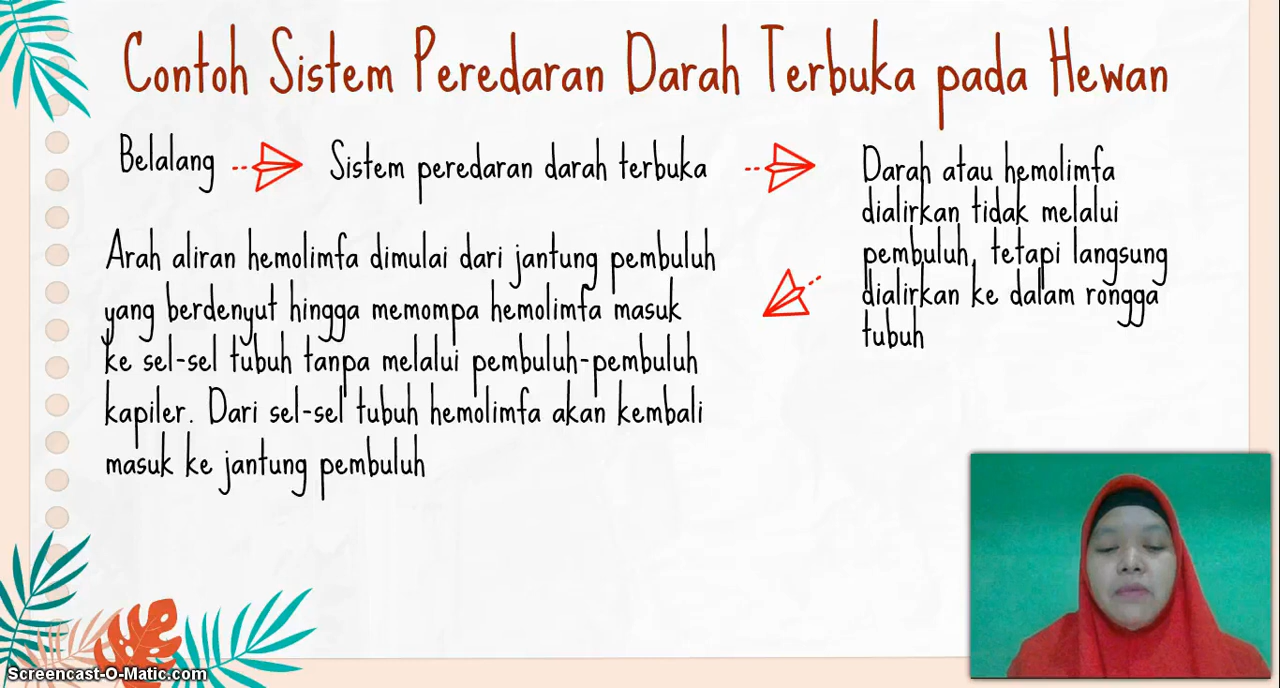 Contoh Sistem Peredaran Darah Terbuka pada Hewan
Belalang
Sistem peredaran darah terbuka
Darah atau hemolimfa
dialirkan tidak melalui
pembuluh, tetapi langsung
dialirkan ke dalam rongga
tubuh
Arah aliran hemolimfa dimulai dari jantung pembuluh
yang berdenyut hingga memompa hemolimfa masuk
ke sel-sel tubuh tanpa melalui pembuluh-pembuluh
kapiler. Dari sel-sel tubuh hemolimfa akan kembali
masuk ke jantung pembuluh
Screencast-O-Matic.com